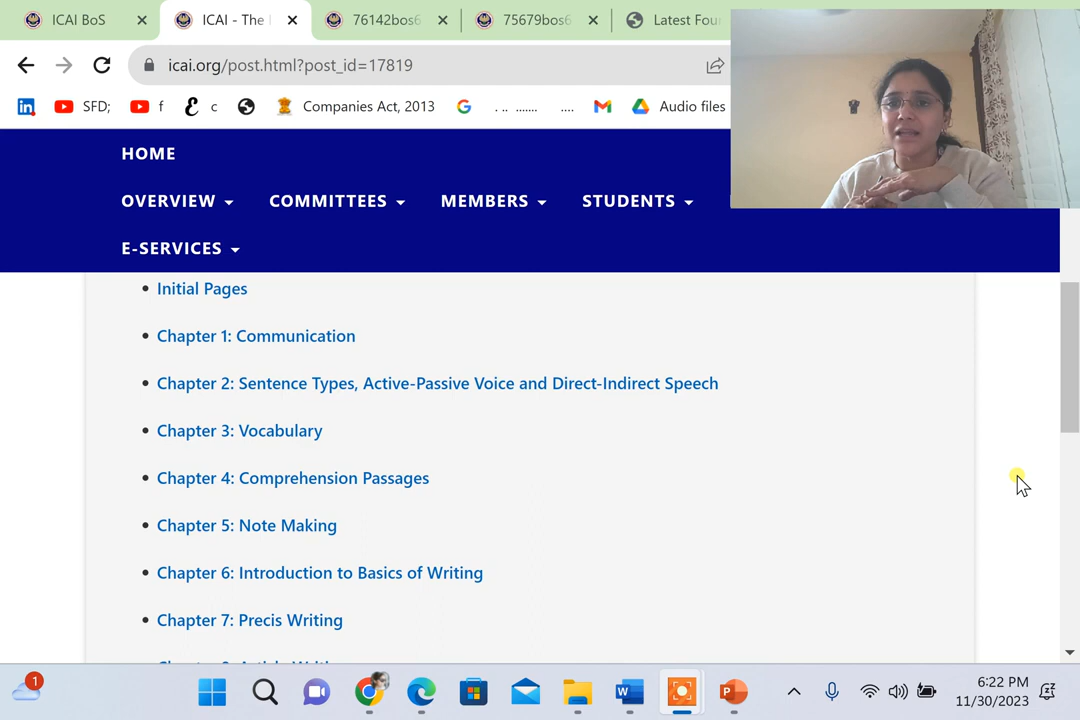 ICAI BoS
ICAI - The
76142bos6
75679bos6
Latest Four
icai.org/post.html?post_id=17819
SFD;
f
c
Companies Act, 2013
. .. ....... ....
Audio files
HOME
OVERVIEW COMMITTEES MEMBERS STUDENTS
E-SERVICES
Initial Pages
Chapter 1: Communication
Chapter 2: Sentence Types, Active-Passive Voice and Direct-Indirect Speech
Chapter 3: Vocabulary
Chapter 4: Comprehension Passages
Chapter 5: Note Making
Chapter 6: Introduction to Basics of Writing
Chapter 7: Precis Writing
1
6:22 PM
11/30/2023